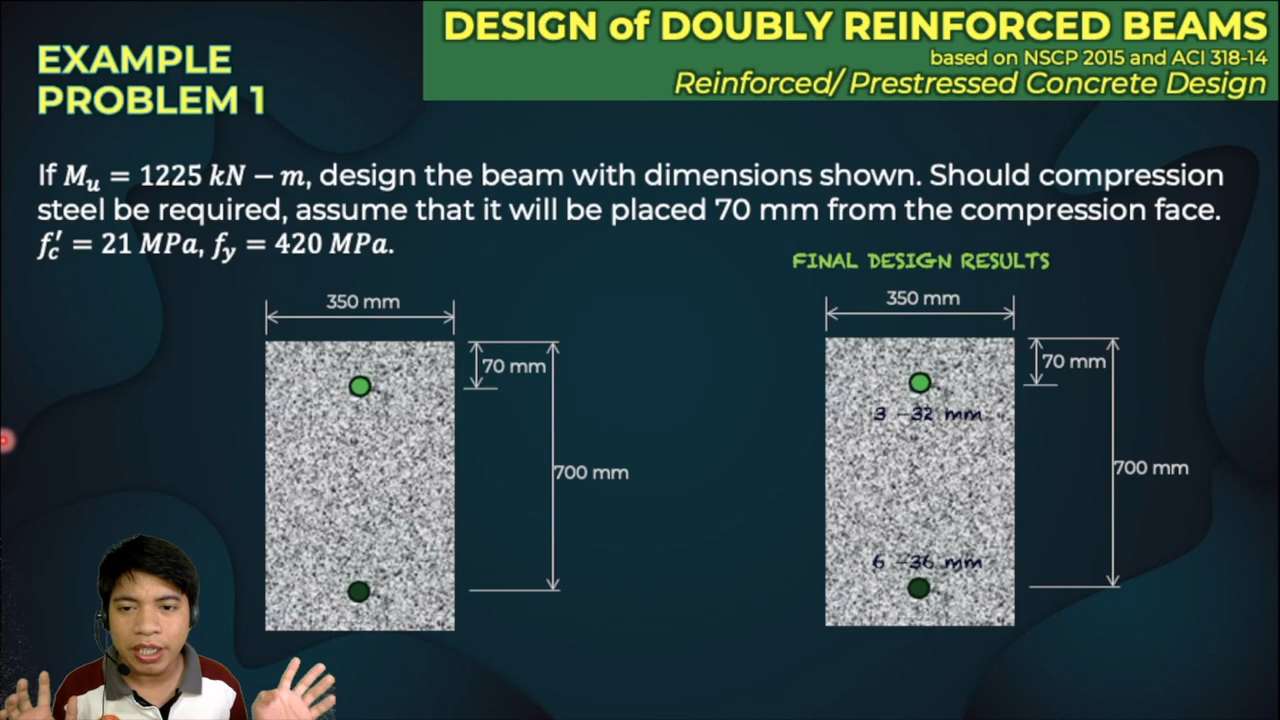 DESIGN of DOUBLY REINFORCED BEAMS
based on NSCP 2015 and ACI 318-14
Reinforced/ Prestressed Concrete Design
EXAMPLE
PROBLEM 1
If Mᵤ = 1225 kN − m, design the beam with dimensions shown. Should compression
steel be required, assume that it will be placed 70 mm from the compression face.
f′c = 21 MPa, fy = 420 MPa.
FINAL DESIGN RESULTS
350 mm
70 mm
700 mm
350 mm
70 mm
3 -32 mm
700 mm
6 -36 mm